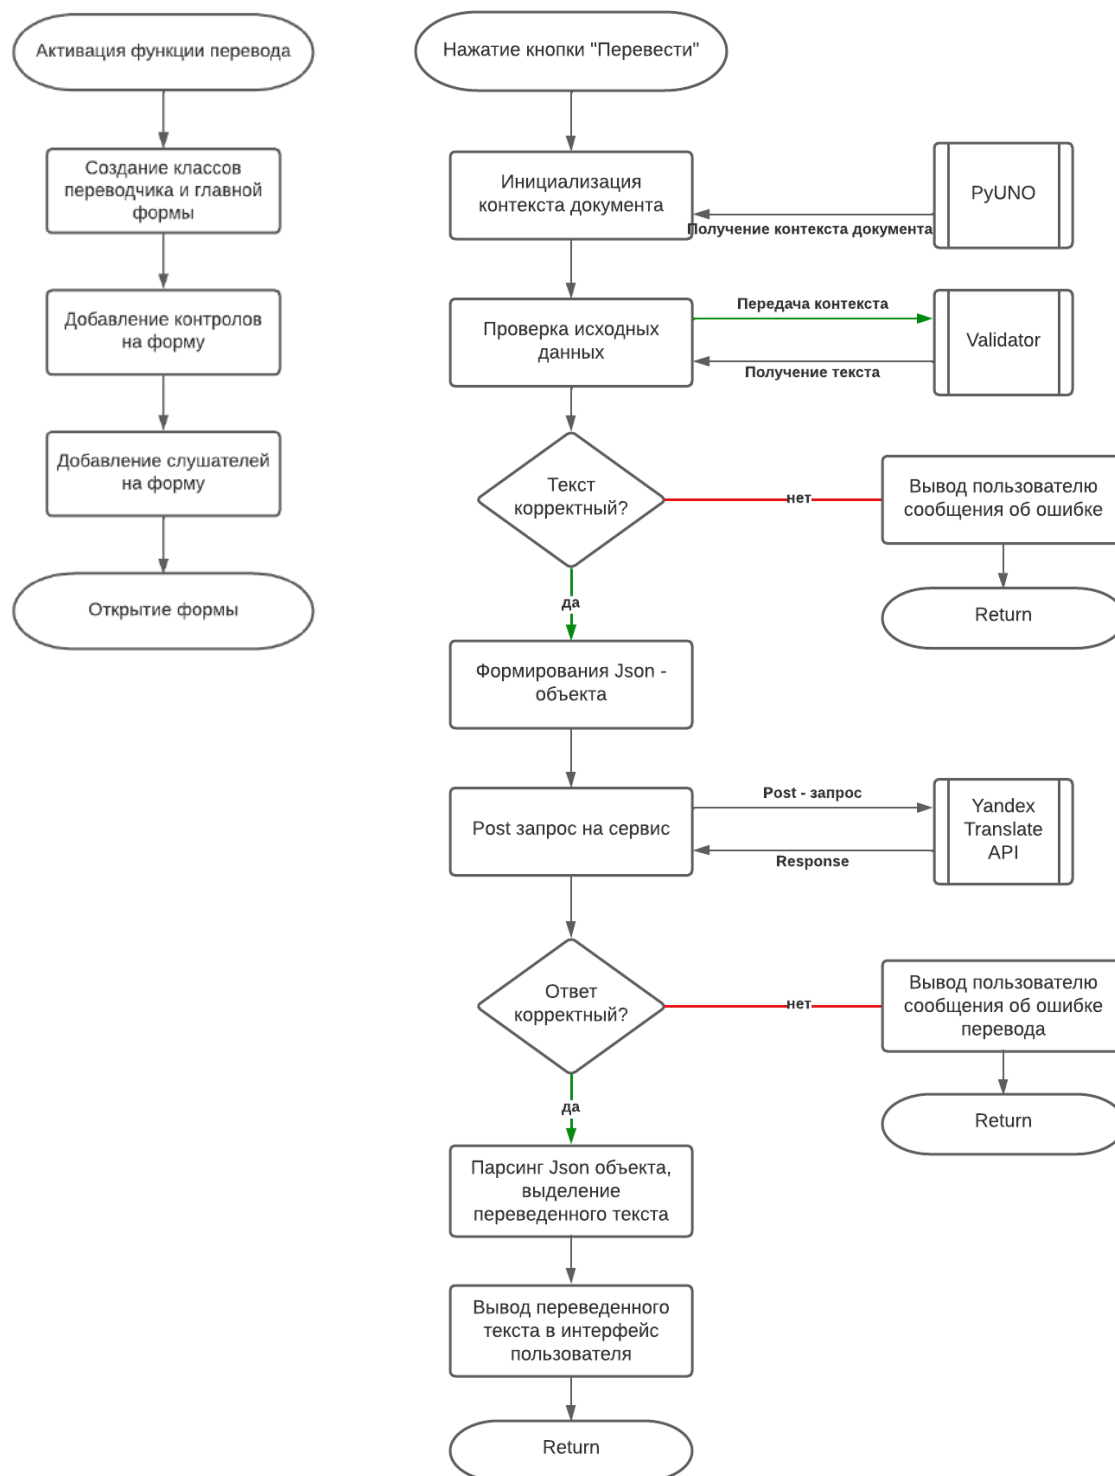 Активация функции перевода
Создание классов
переводчика и главной
формы
Добавление контролов
на форму
Добавление слушателей
на форму
Открытие формы
Нажатие кнопки "Перевести"
Инициализация
контекста документа
PyUNO
Получение контекста документа
Проверка исходных
данных
Передача контекста
Validator
Получение текста
Текст
корректный?
нет
Вывод пользователю
сообщения об ошибке
Return
да
Формирования Json -
объекта
Post запрос на сервис
Post - запрос
Yandex
Translate
API
Response
Ответ
корректный?
нет
Вывод пользователю
сообщения об ошибке
перевода
Return
да
Парсинг Json объекта,
выделение
переведенного текста
Вывод переведенного
текста в интерфейс
пользователя
Return